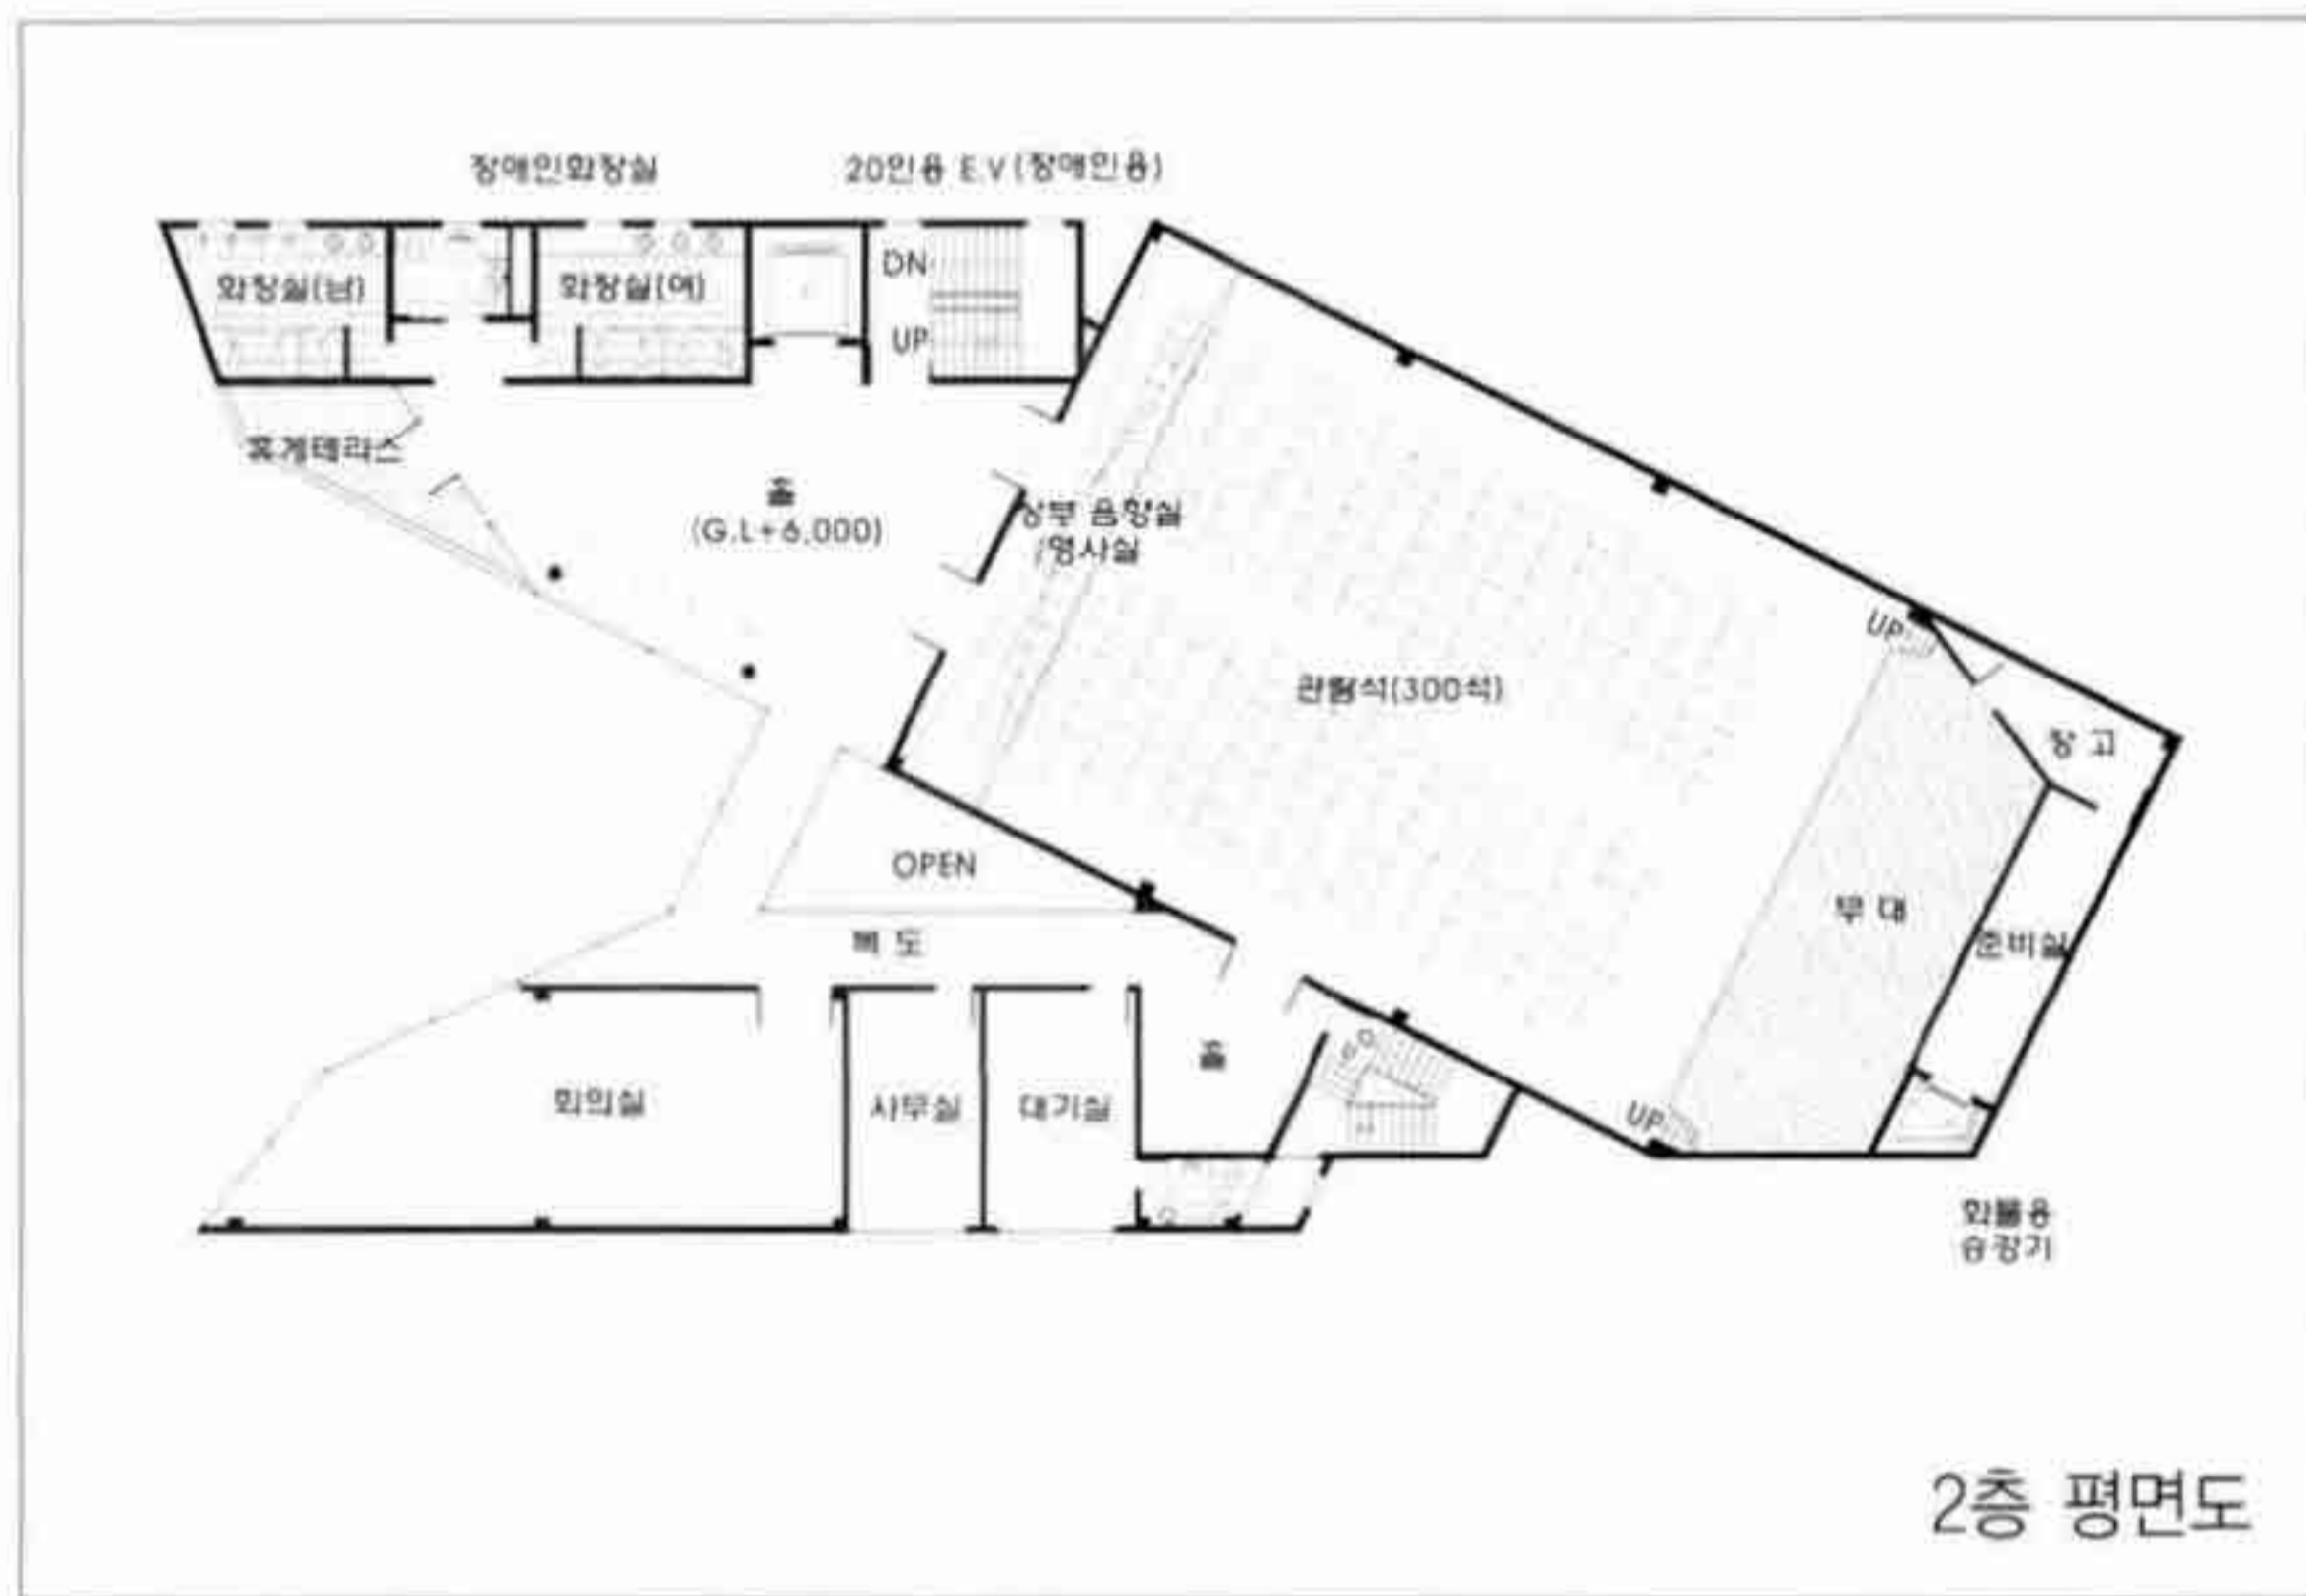 장애인화장실
20인용 E.V(장애인용)
화장실(남)
화장실(여)
DN
UP
휴게테라스
홀
(G.L+6,000)
상부 음향실
/영사실
UP
관람석(300석)
창 고
OPEN
무 대
복 도
준비실
홀
회의실
사무실
대기실
UP
화물용
승강기
2층 평면도